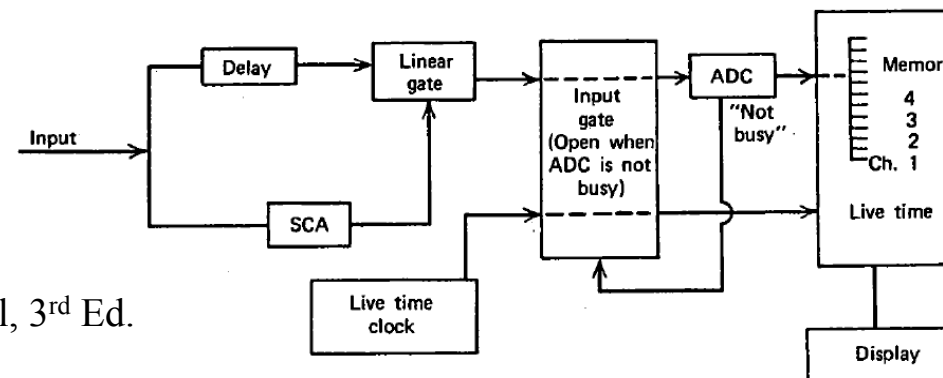 Input
Delay
SCA
Linear
gate
Live time
clock
Input
gate
(Open when
ADC is not
busy)
ADC
"Not
busy"
4
3
2
Ch. 1
Live time
Display
3rd Ed.